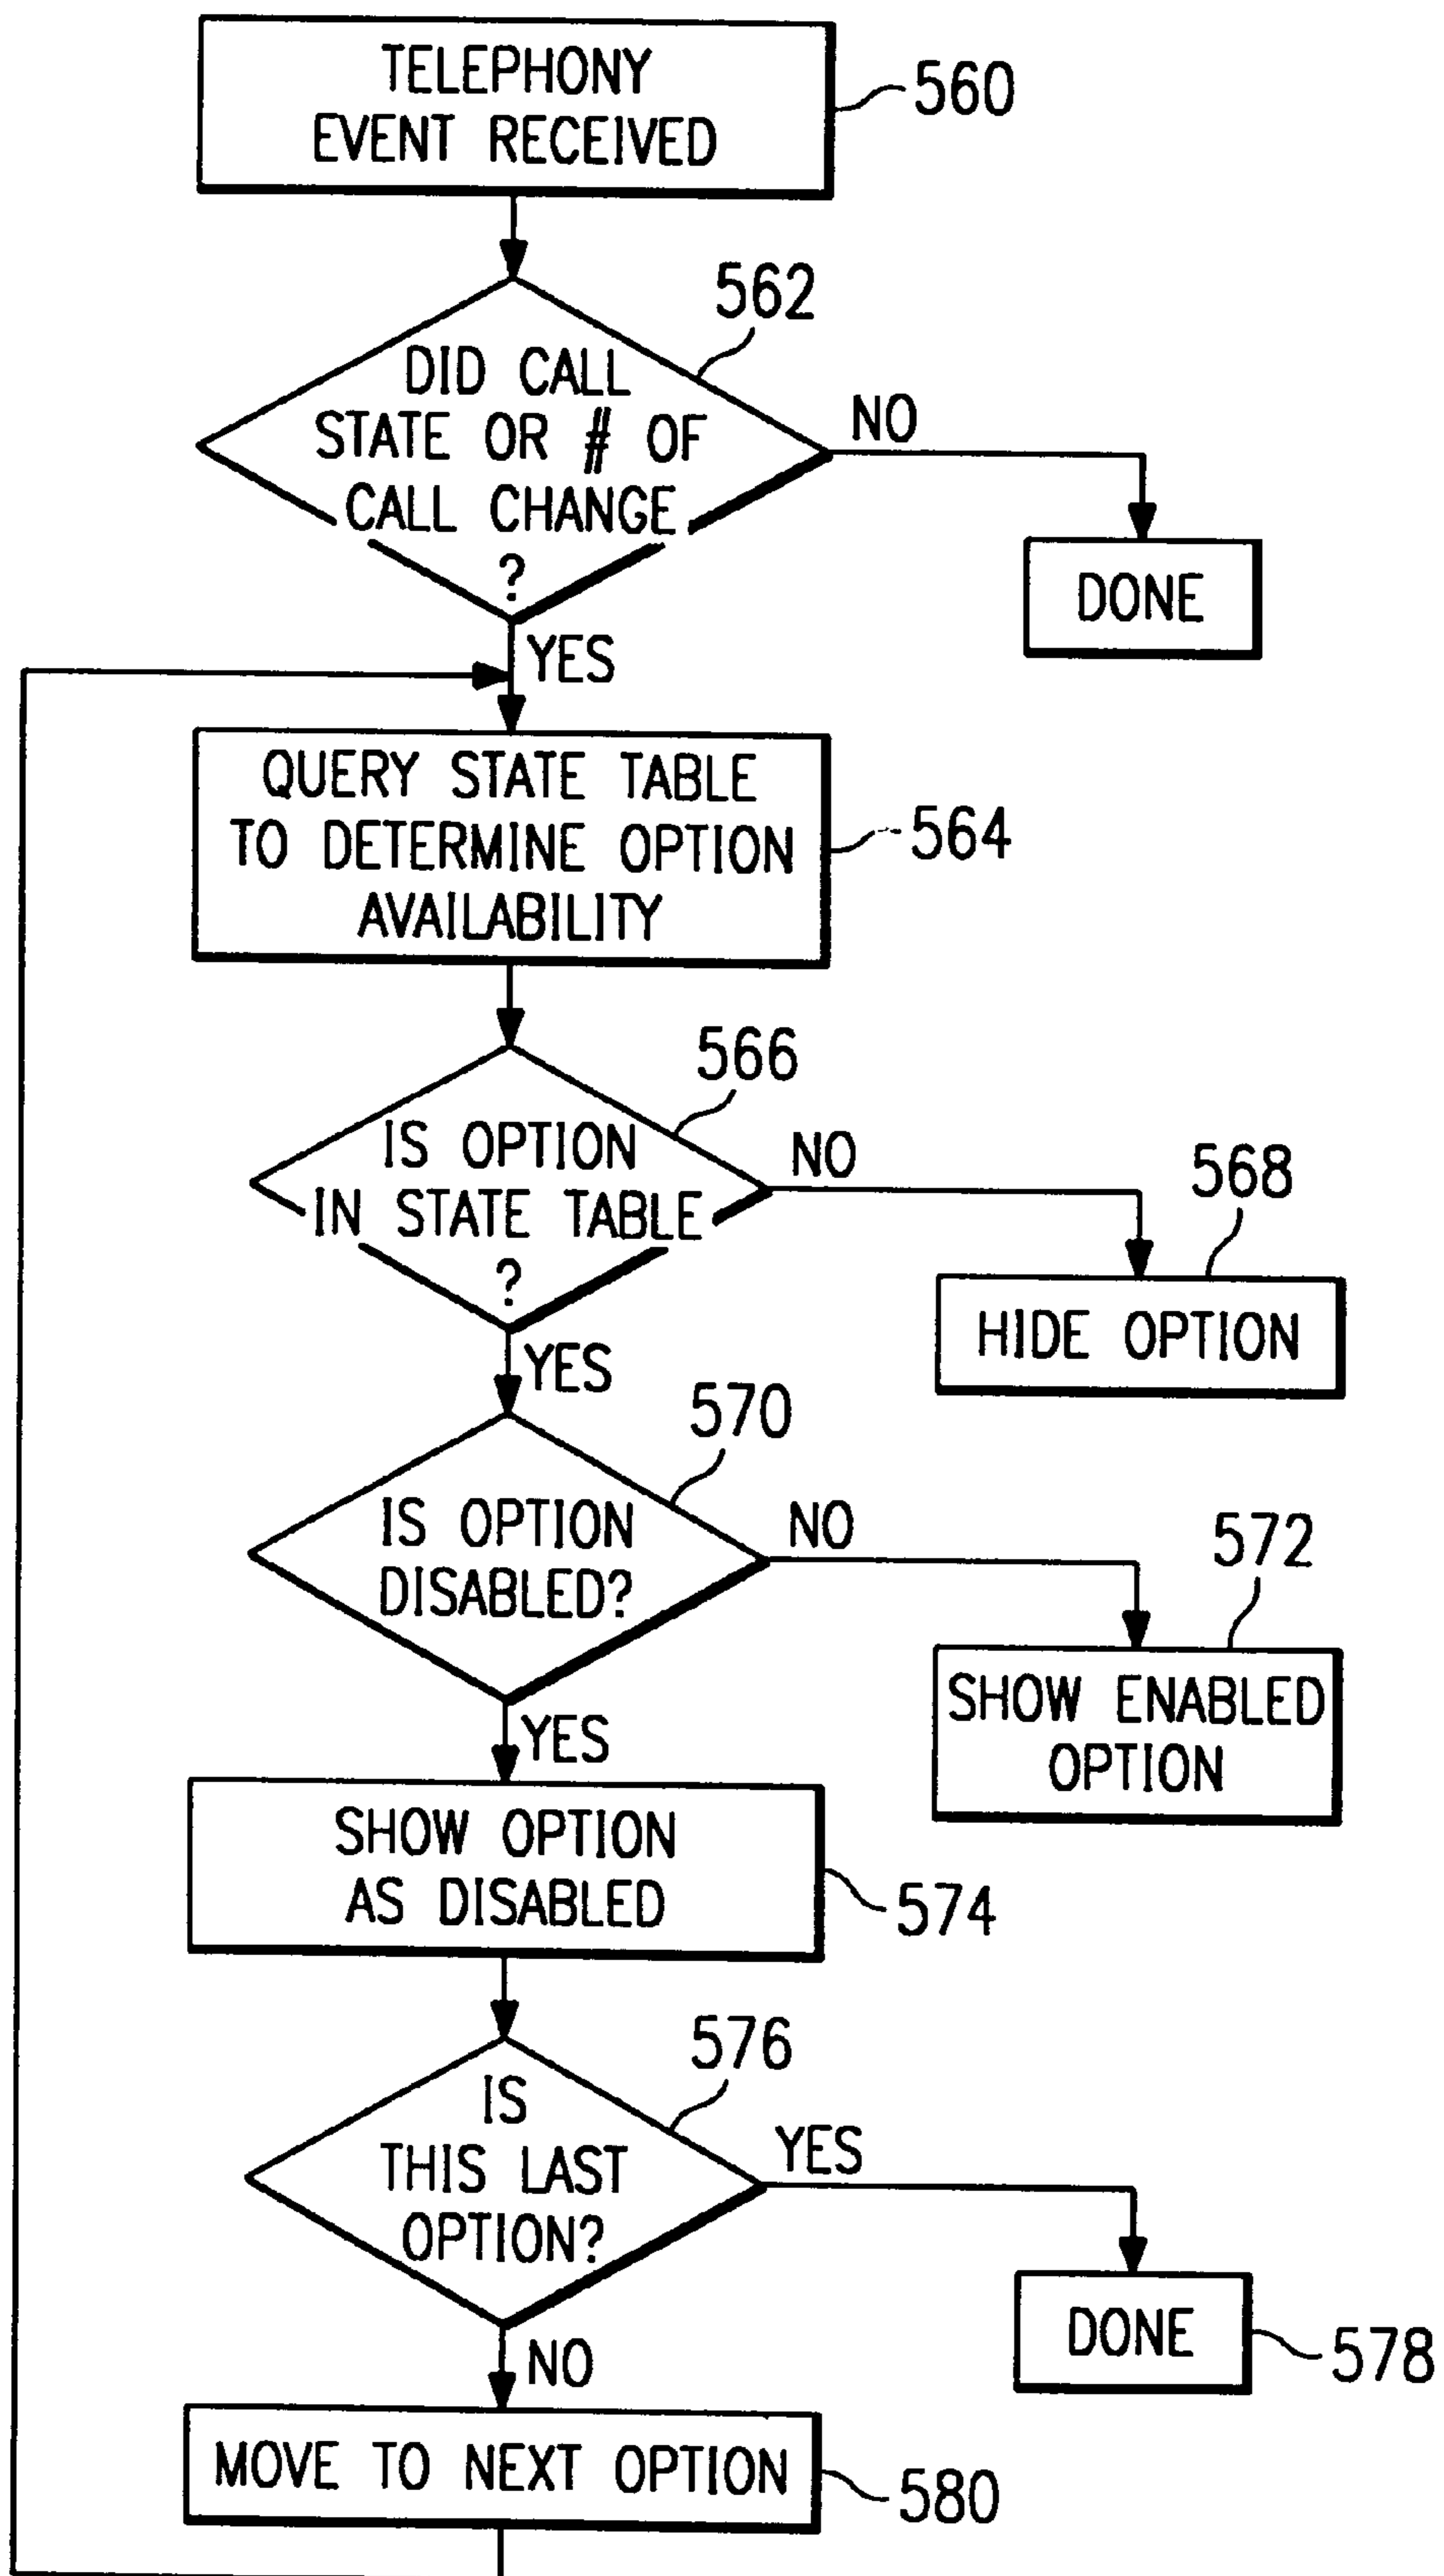 TELEPHONY
EVENT RECEIVED
560
562
DID CALL
STATE OR # OF
CALL CHANGE
?
NO
DONE
YES
QUERY STATE TABLE
TO DETERMINE OPTION
AVAILABILITY
564
566
IS OPTION
IN STATE TABLE
?
NO
568
HIDE OPTION
YES
570
IS OPTION
DISABLED?
NO
572
SHOW ENABLED
OPTION
YES
SHOW OPTION
AS DISABLED
574
576
IS
THIS LAST
OPTION?
YES
DONE
578
NO
MOVE TO NEXT OPTION
580